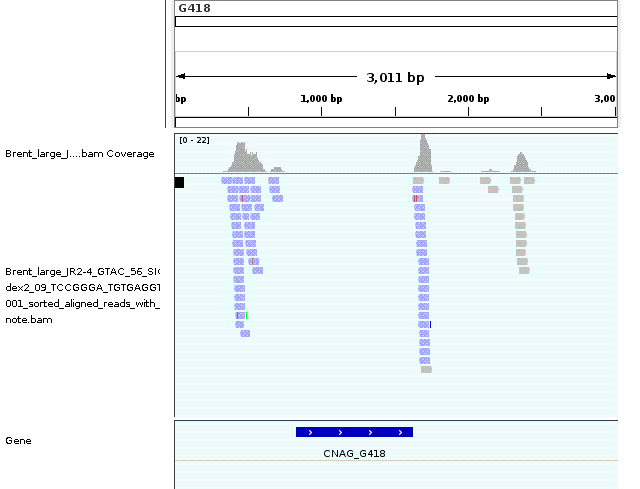 G418
3,011 bp
bp 1,000 bp 2,000 bp 3,00
[0 - 22]
Brent_large_J....bam Coverage
Brent_large_JR2-4_GTAC_56_SIC
dex2_09_TCCGGGA_TGTGAGGT
001_sorted_aligned_reads_with_
note.bam
Gene
CNAG_G418